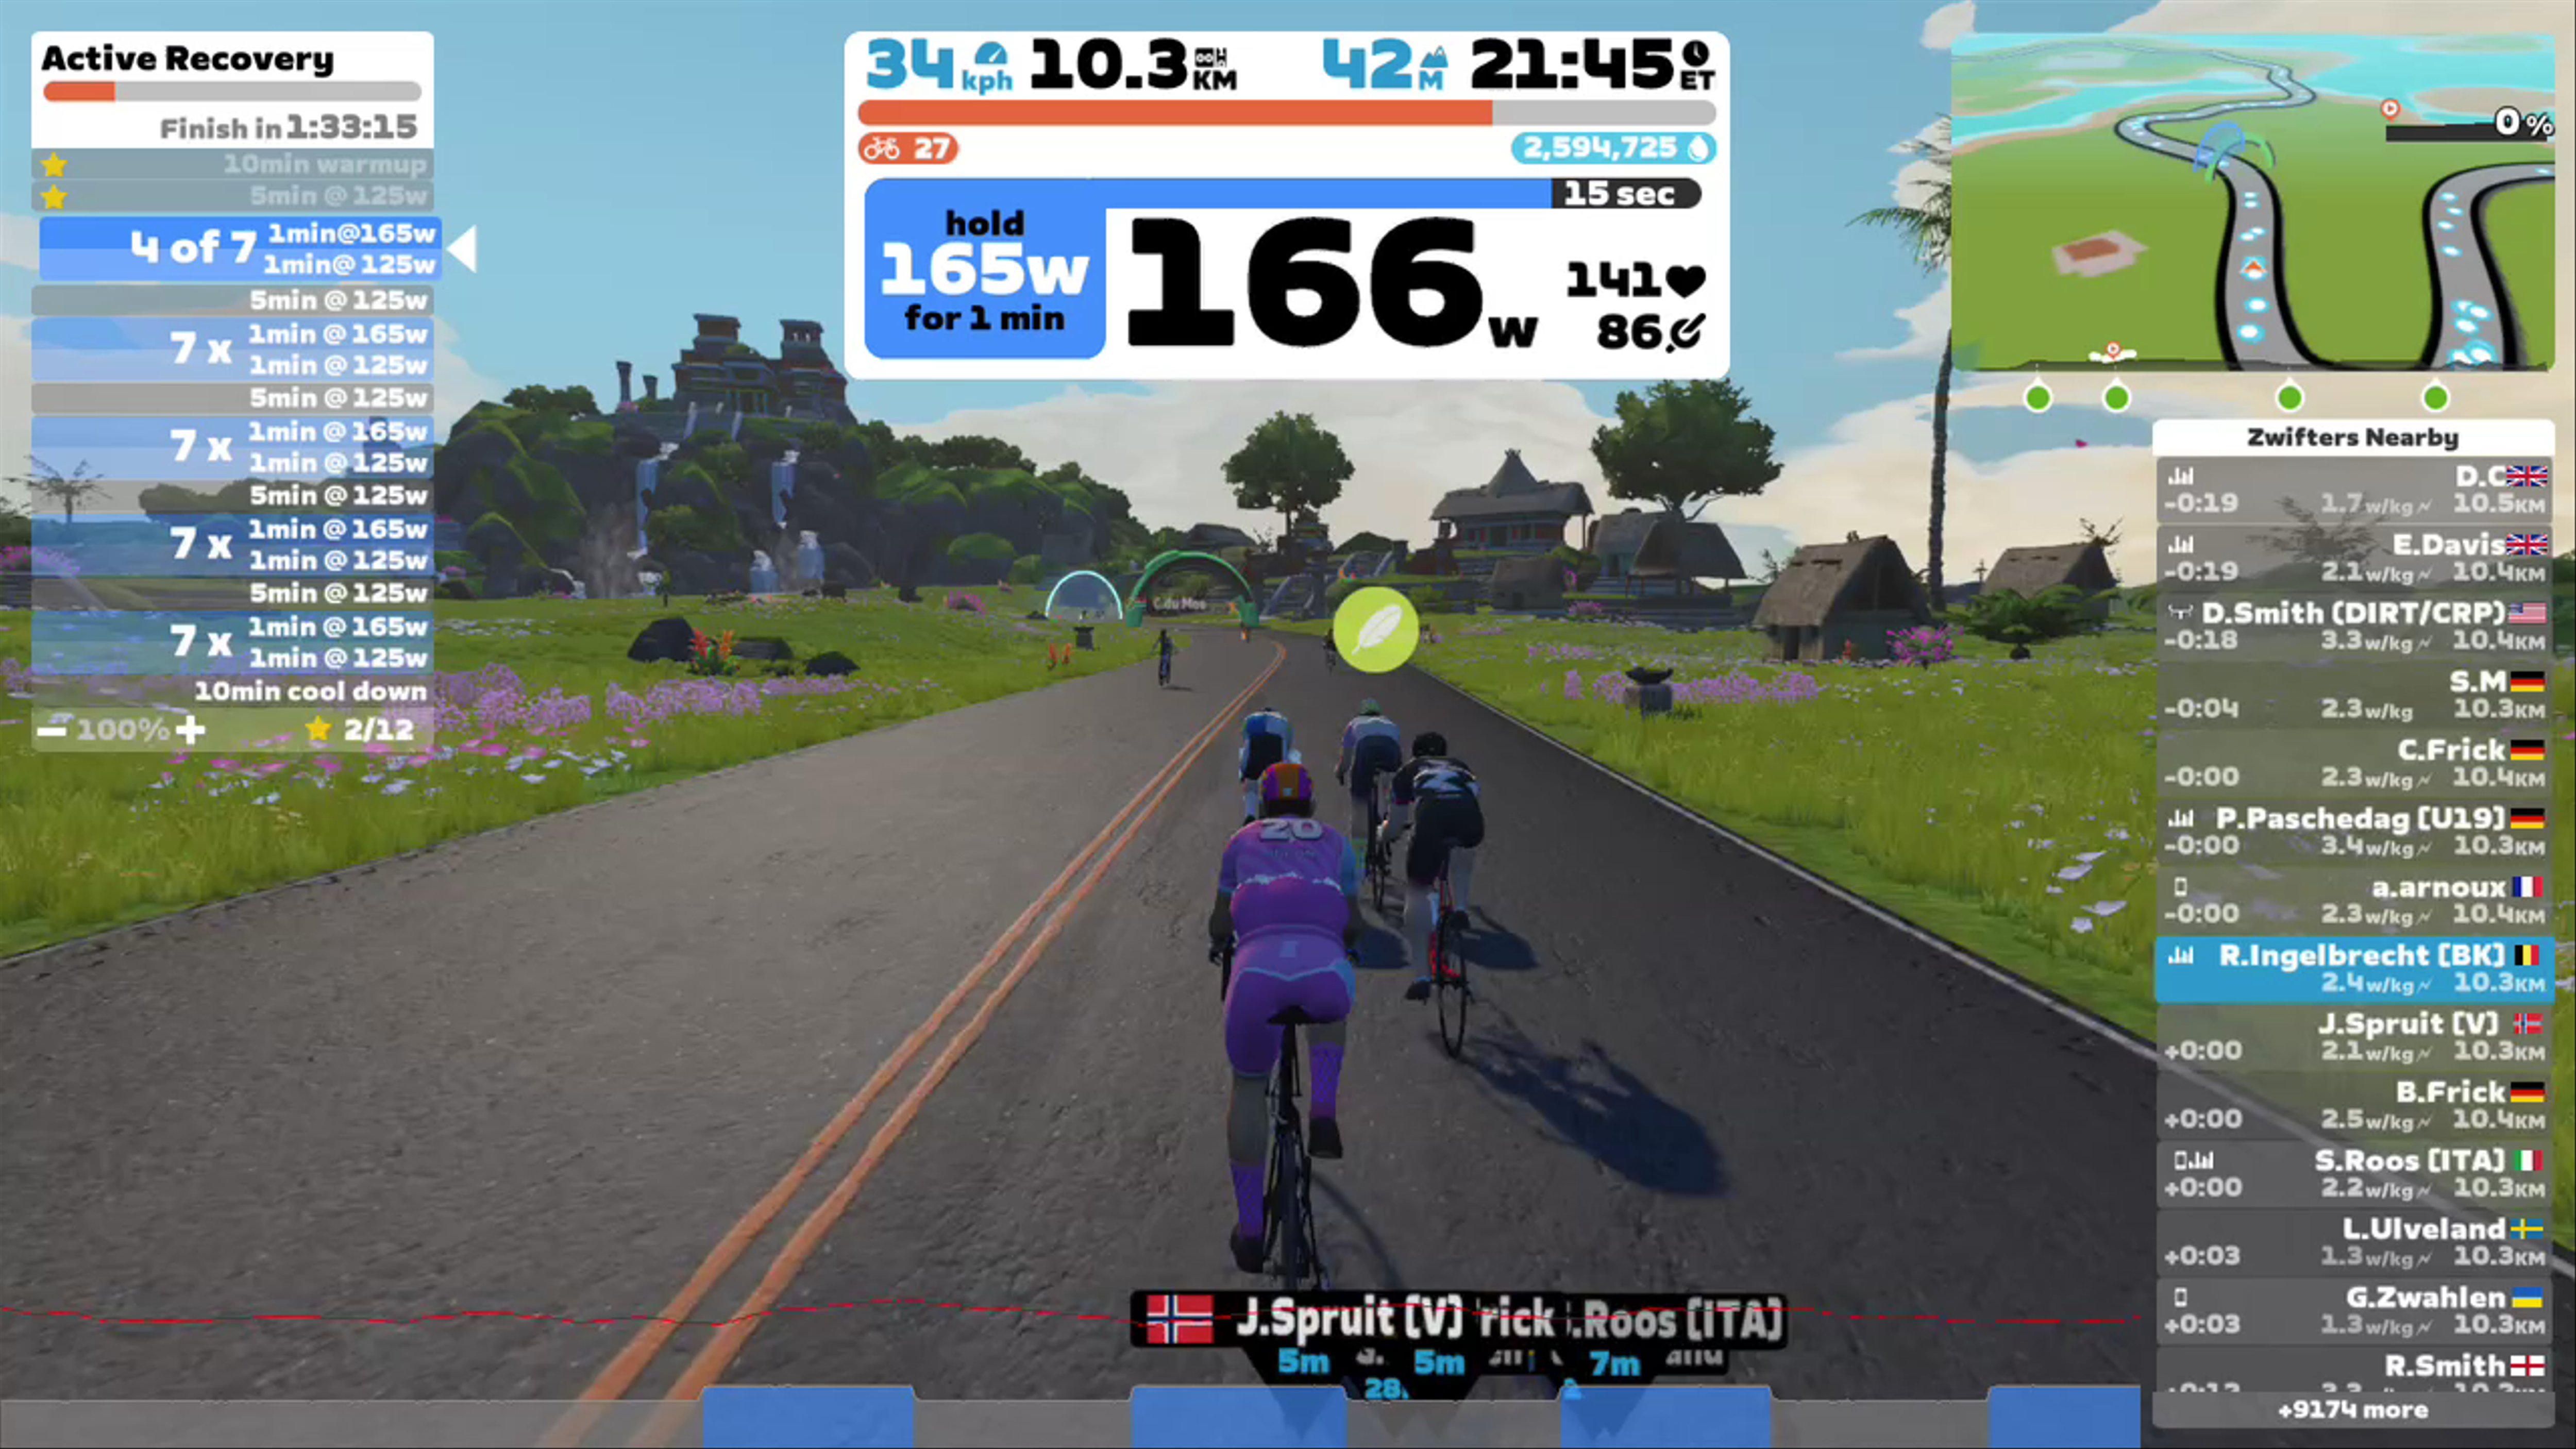 Active Recovery
Finish in 1:33:15
10min warmup
5min @ 125w
4 of 7 1min@165w
1min@ 125w
5min @ 125w
7 x 1min @ 165w
1min @ 125w
5min @ 125w
7 x 1min @ 165w
1min @ 125w
5min @ 125w
7 x 1min @ 165w
1min @ 125w
5min @ 125w
7 x 1min @ 165w
1min @ 125w
10min cool down
100% 2/12
34 kph 10.3 KM 42 M 21:45 ET
27 2,594,725
15 sec
hold
165w
for 1 min
166 w
141
86
0 %
G.du Mos
20
Zwifters Nearby
D.C
-0:19 1.7 w/kg 10.5KM
E.Davis
-0:19 2.1 w/kg 10.4KM
D.Smith (DIRT/CRP)
-0:18 3.3 w/kg 10.4KM
S.M
-0:04 2.3 w/kg 10.3KM
C.Frick
-0:00 2.3 w/kg 10.4KM
P.Paschedag (U19)
-0:00 3.4 w/kg 10.3KM
a.arnoux
-0:00 2.3 w/kg 10.4KM
R.Ingelbrecht (BK)
2.4 w/kg 10.3KM
J.Spruit (V)
+0:00 2.1 w/kg 10.3KM
B.Frick
+0:00 2.5 w/kg 10.4KM
S.Roos (ITA)
+0:00 2.2 w/kg 10.3KM
L.Ulveland
+0:03 1.3 w/kg 10.3KM
G.Zwahlen
+0:03 1.3 w/kg 10.3KM
R.Smith
+9174 more
J.Spruit (V) rick .Roos (ITA)
5m 5m 7m
28